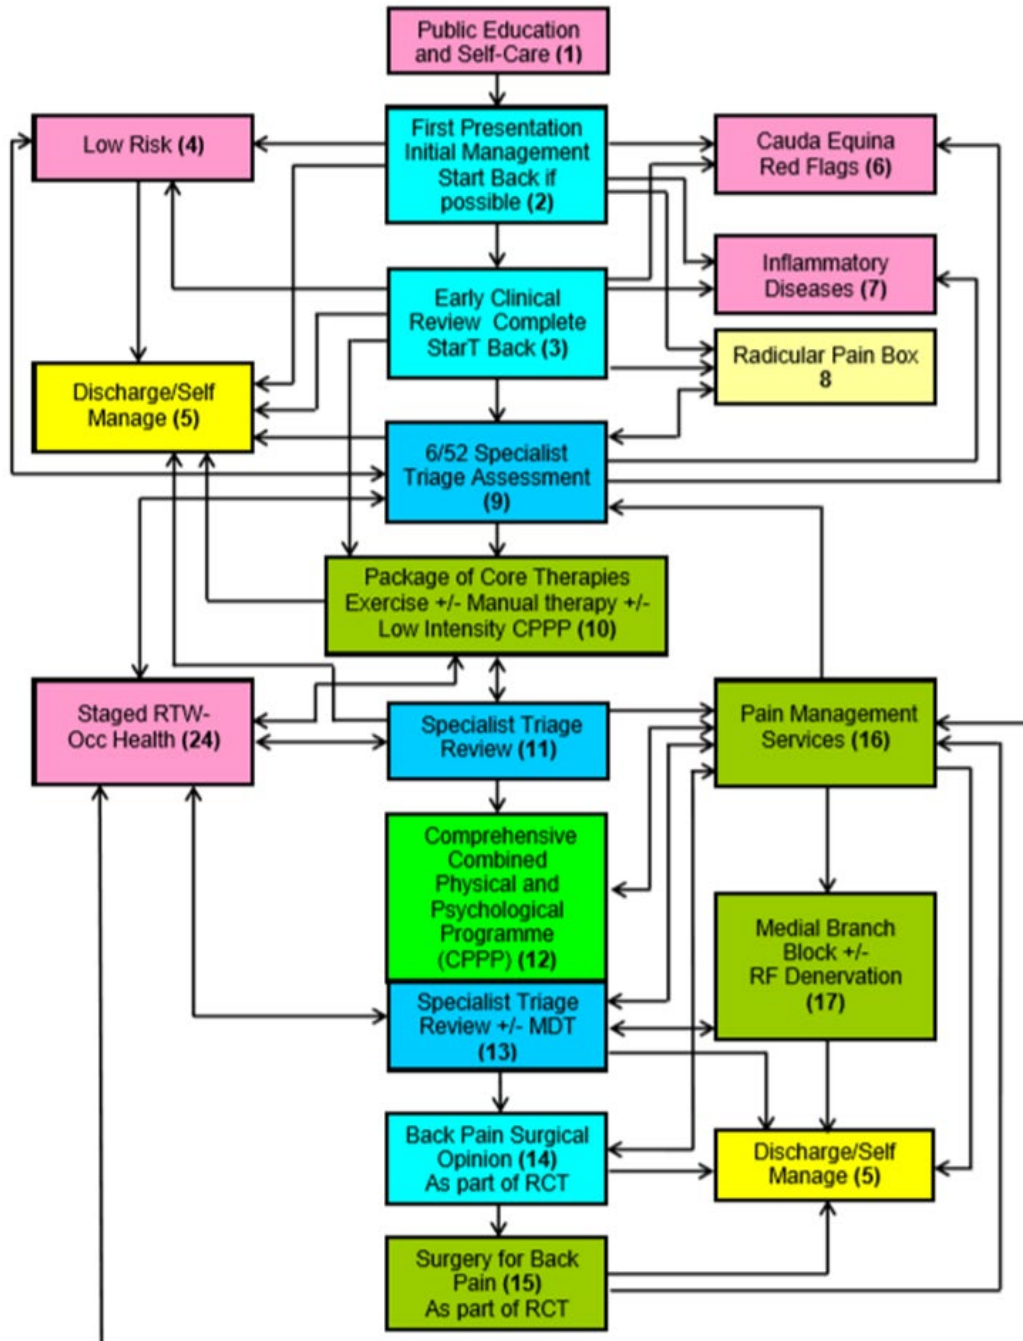 Public Education
and Self-Care (1)
Low Risk (4)
First Presentation
Initial Management
Start Back if
possible (2)
Cauda Equina
Red Flags (6)
Early Clinical
Review Complete
StarT Back (3)
Inflammatory
Diseases (7)
Radicular Pain Box
8
Discharge/Self
Manage (5)
6/52 Specialist
Triage Assessment
(9)
Package of Core Therapies
Exercise +/- Manual therapy +/-
Low Intensity CPPP (10)
Staged RTW-
Occ Health (24)
Specialist Triage
Review (11)
Pain Management
Services (16)
Comprehensive
Combined
Physical and
Psychological
Programme
(CPPP) (12)
Medial Branch
Block +/-
RF Denervation
(17)
Specialist Triage
Review +/- MDT
(13)
Back Pain Surgical
Opinion (14)
As part of RCT
Discharge/Self
Manage (5)
Surgery for Back
Pain (15)
As part of RCT